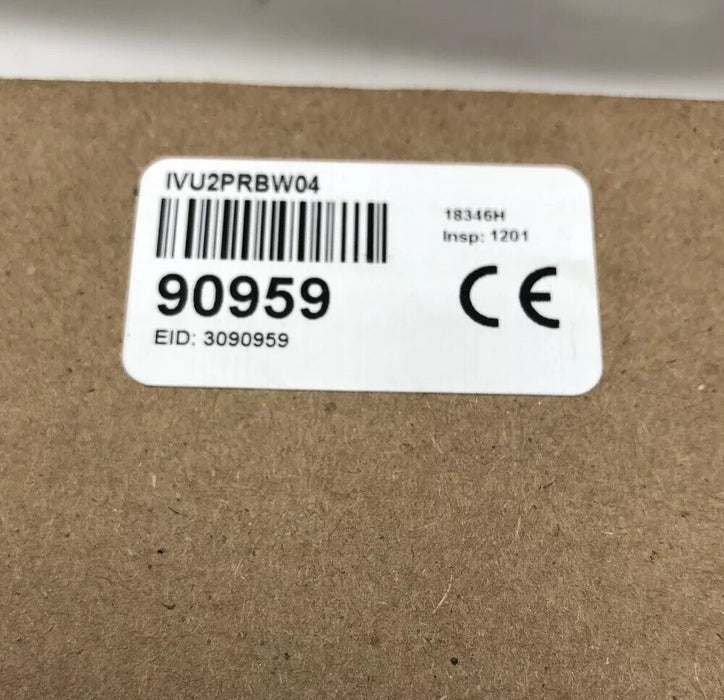 IVU2PRBW04
18346H
Insp: 1201
90959
CE
EID: 3090959